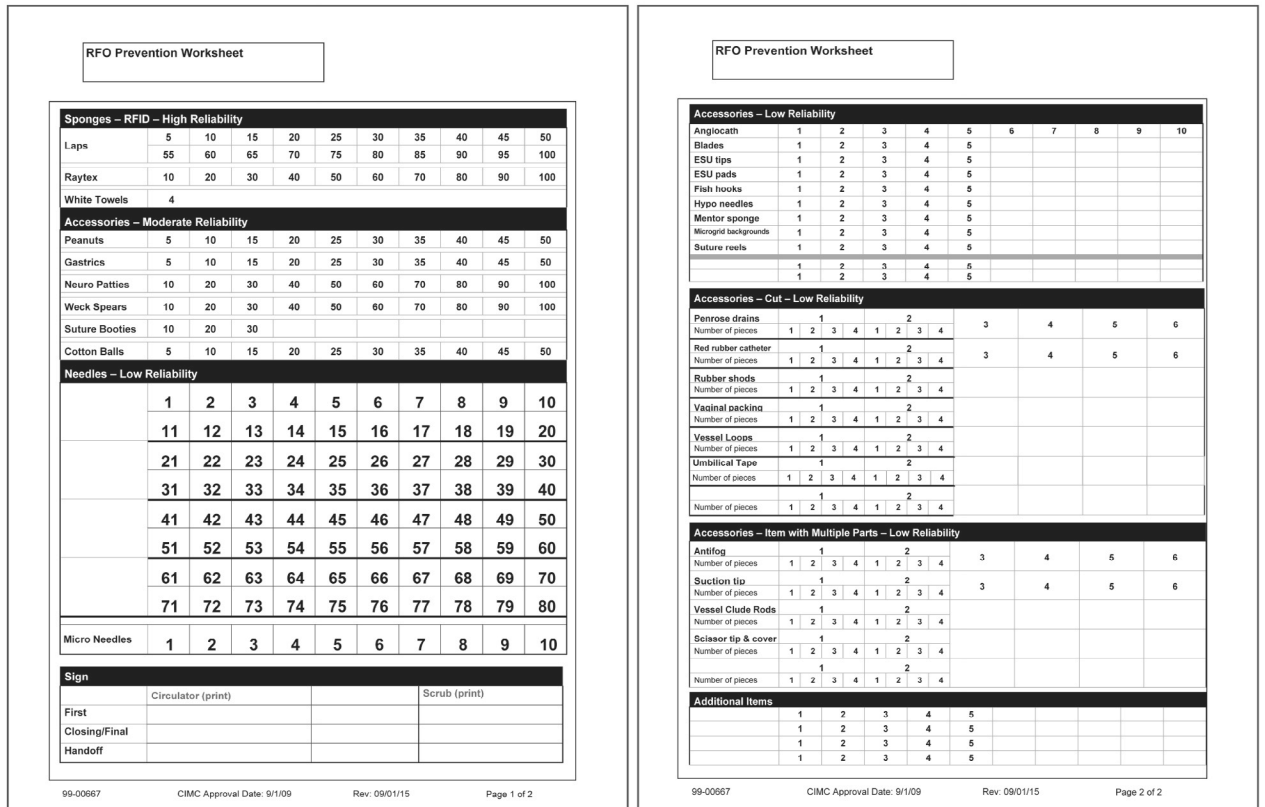 RFO Prevention Worksheet
Sponges – RFID – High Reliability
Laps 5 10 15 20 25 30 35 40 45 50
55 60 65 70 75 80 85 90 95 100
Raytex 10 20 30 40 50 60 70 80 90 100
White Towels 4
Accessories – Moderate Reliability
Peanuts 5 10 15 20 25 30 35 40 45 50
Gastrics 5 10 15 20 25 30 35 40 45 50
Neuro Patties 10 20 30 40 50 60 70 80 90 100
Weck Spears 10 20 30 40 50 60 70 80 90 100
Suture Booties 10 20 30
Cotton Balls 5 10 15 20 25 30 35 40 45 50
Needles – Low Reliability
1 2 3 4 5 6 7 8 9 10
11 12 13 14 15 16 17 18 19 20
21 22 23 24 25 26 27 28 29 30
31 32 33 34 35 36 37 38 39 40
41 42 43 44 45 46 47 48 49 50
51 52 53 54 55 56 57 58 59 60
61 62 63 64 65 66 67 68 69 70
71 72 73 74 75 76 77 78 79 80
Micro Needles 1 2 3 4 5 6 7 8 9 10
Sign
Circulator (print) Scrub (print)
First
Closing/Final
Handoff
99-00667 CIMC Approval Date: 9/1/09 Rev: 09/01/15 Page 1 of 2
RFO Prevention Worksheet
Accessories – Low Reliability
Angiocath 1 2 3 4 5 6 7 8 9 10
Blades 1 2 3 4 5
ESU tips 1 2 3 4 5
ESU pads 1 2 3 4 5
Fish hooks 1 2 3 4 5
Hypo needles 1 2 3 4 5
Mentor sponge 1 2 3 4 5
Microgrid backgrounds 1 2 3 4 5
Suture reels 1 2 3 4 5
1 2 3 4 5
1 2 3 4 5
Accessories – Cut – Low Reliability
Penrose drains 1 2 3 4 5 6
Number of pieces 1 2 3 4 1 2 3 4
Red rubber catheter 1 2 3 4 5 6
Number of pieces 1 2 3 4 1 2 3 4
Rubber shods 1 2
Number of pieces 1 2 3 4 1 2 3 4
Vaginal packing 1 2
Number of pieces 1 2 3 4 1 2 3 4
Vessel Loops 1 2
Number of pieces 1 2 3 4 1 2 3 4
Umbilical Tape 1 2
Number of pieces 1 2 3 4 1 2 3 4
1 2
Number of pieces 1 2 3 4 1 2 3 4
Accessories – Item with Multiple Parts – Low Reliability
Antifog 1 2 3 4 5 6
Number of pieces 1 2 3 4 1 2 3 4
Suction tip 1 2 3 4 5 6
Number of pieces 1 2 3 4 1 2 3 4
Vessel Clude Rods 1 2
Number of pieces 1 2 3 4 1 2 3 4
Scissor tip & cover 1 2
Number of pieces 1 2 3 4 1 2 3 4
1 2
Number of pieces 1 2 3 4 1 2 3 4
Additional Items
1 2 3 4 5
1 2 3 4 5
1 2 3 4 5
1 2 3 4 5
99-00667 CIMC Approval Date: 9/1/09 Rev: 09/01/15 Page 2 of 2